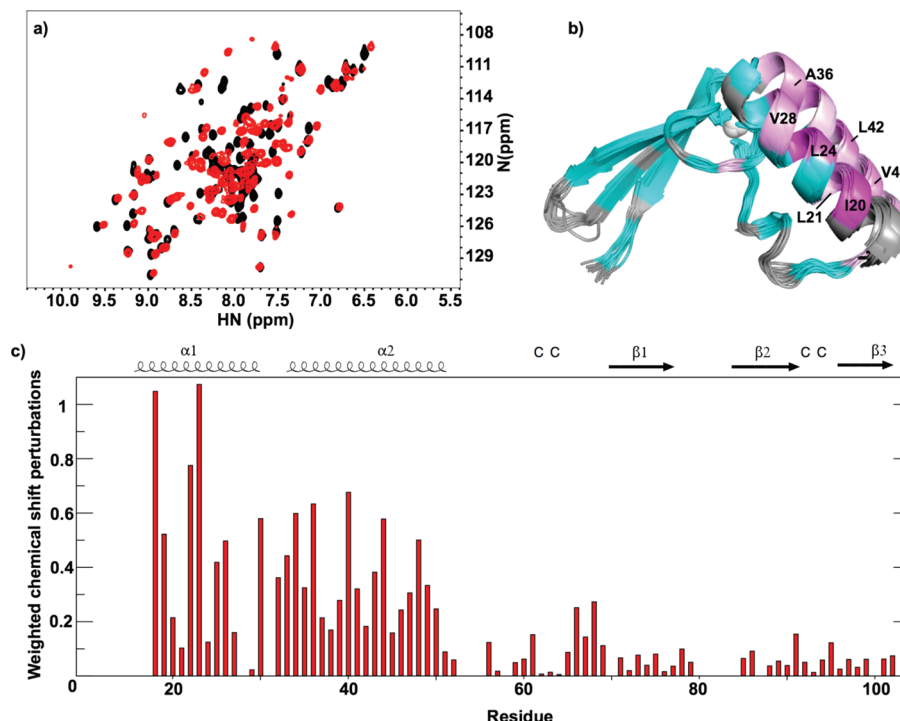 a)
108
111
114
117
120
123
126
129
N(ppm)
10.0 9.5 9.0 8.5 8.0 7.5 7.0 6.5 6.0 5.5 5.4
HN (ppm)
b)
A36
V28
L42
L24
V4
L21
I20
c)
α1 α2 C C β1 β2 C C β3
1
0.8
0.6
0.4
0.2
0
Weighted chemical shift perturbations
20 40 60 80 100
Residue